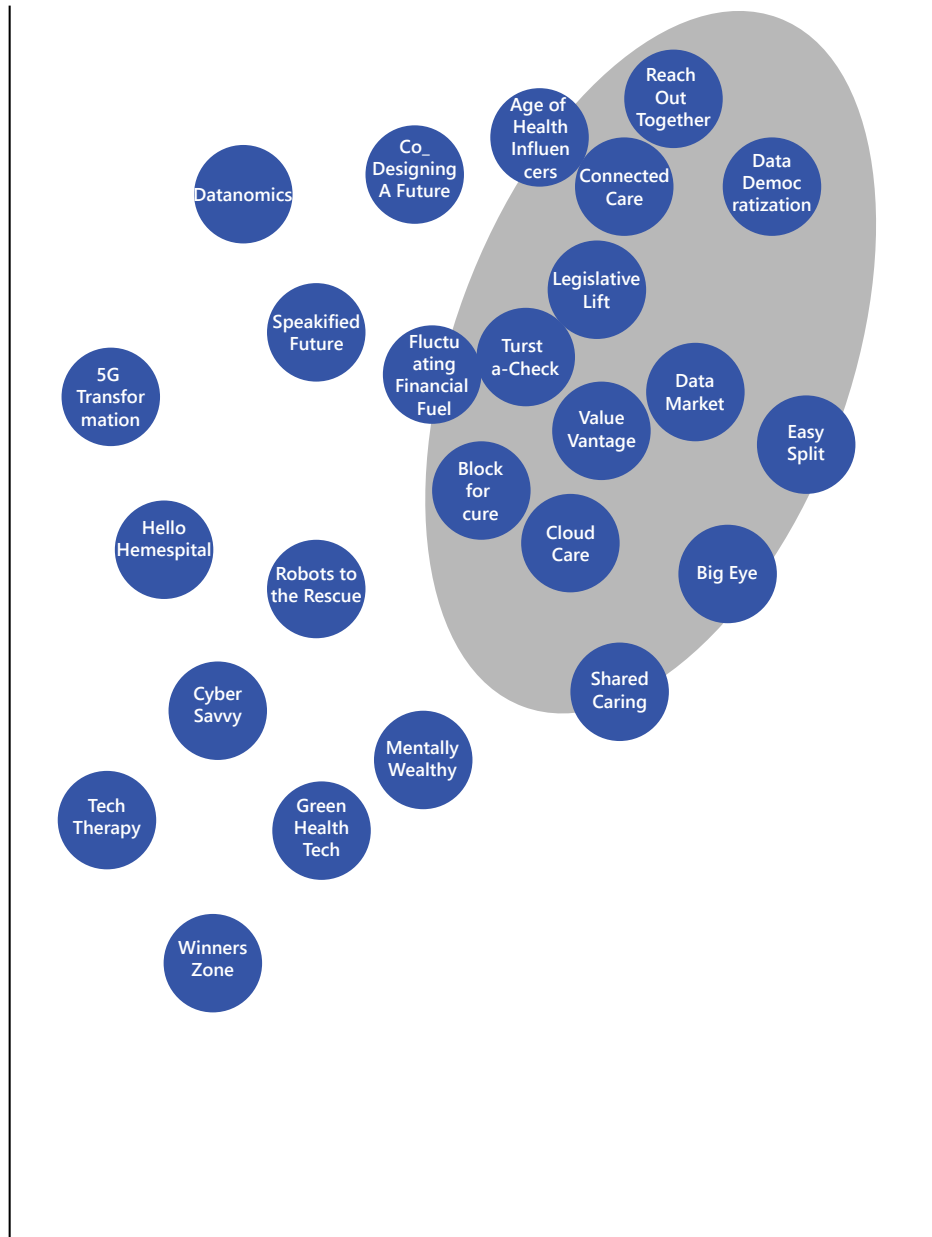 Reach
Out
Together
Age of
Health
Influen
cers
Co_
Designing
A Future
Connected
Care
Data
Democ
ratization
Datanomics
Legislative
Lift
Speakified
Future
Fluctu
ating
Financial
Fuel
Turst
a-Check
5G
Transfor
mation
Data
Market
Value
Vantage
Easy
Split
Block
for
cure
Hello
Hemespital
Cloud
Care
Robots to
the Rescue
Big Eye
Cyber
Savvy
Shared
Caring
Mentally
Wealthy
Tech
Therapy
Green
Health
Tech
Winners
Zone